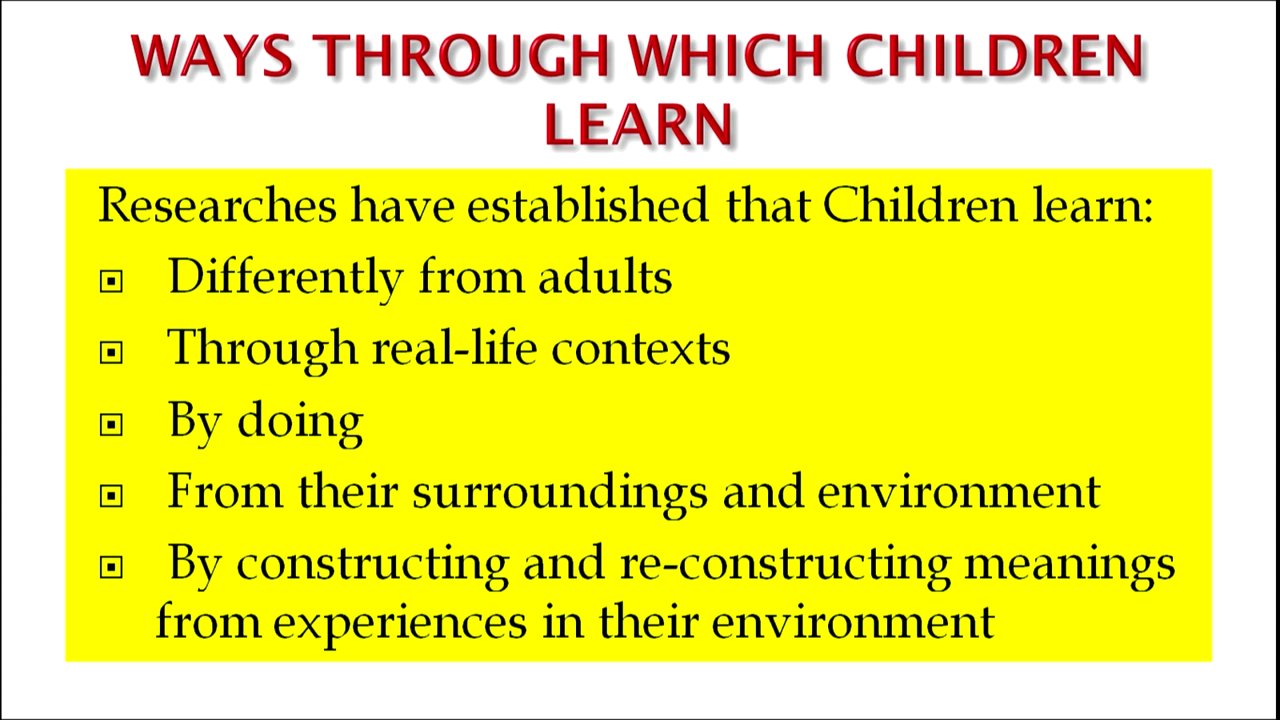 WAYS THROUGH WHICH CHILDREN
LEARN
Researches have established that Children learn:
Differently from adults
Through real-life contexts
By doing
From their surroundings and environment
By constructing and re-constructing meanings
from experiences in their environment